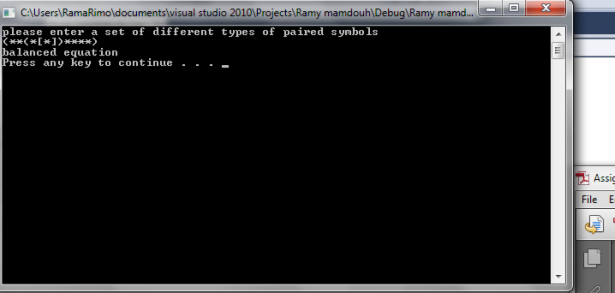 C:\Users\RamaRimo\documents\visual studio 2010\Projects\Ramy mamdouh\Debug\Ramy mamd...
please enter a set of different types of paired symbols
(**(*[*])****)
balanced equation
Press any key to continue . . . _
Assig
File E